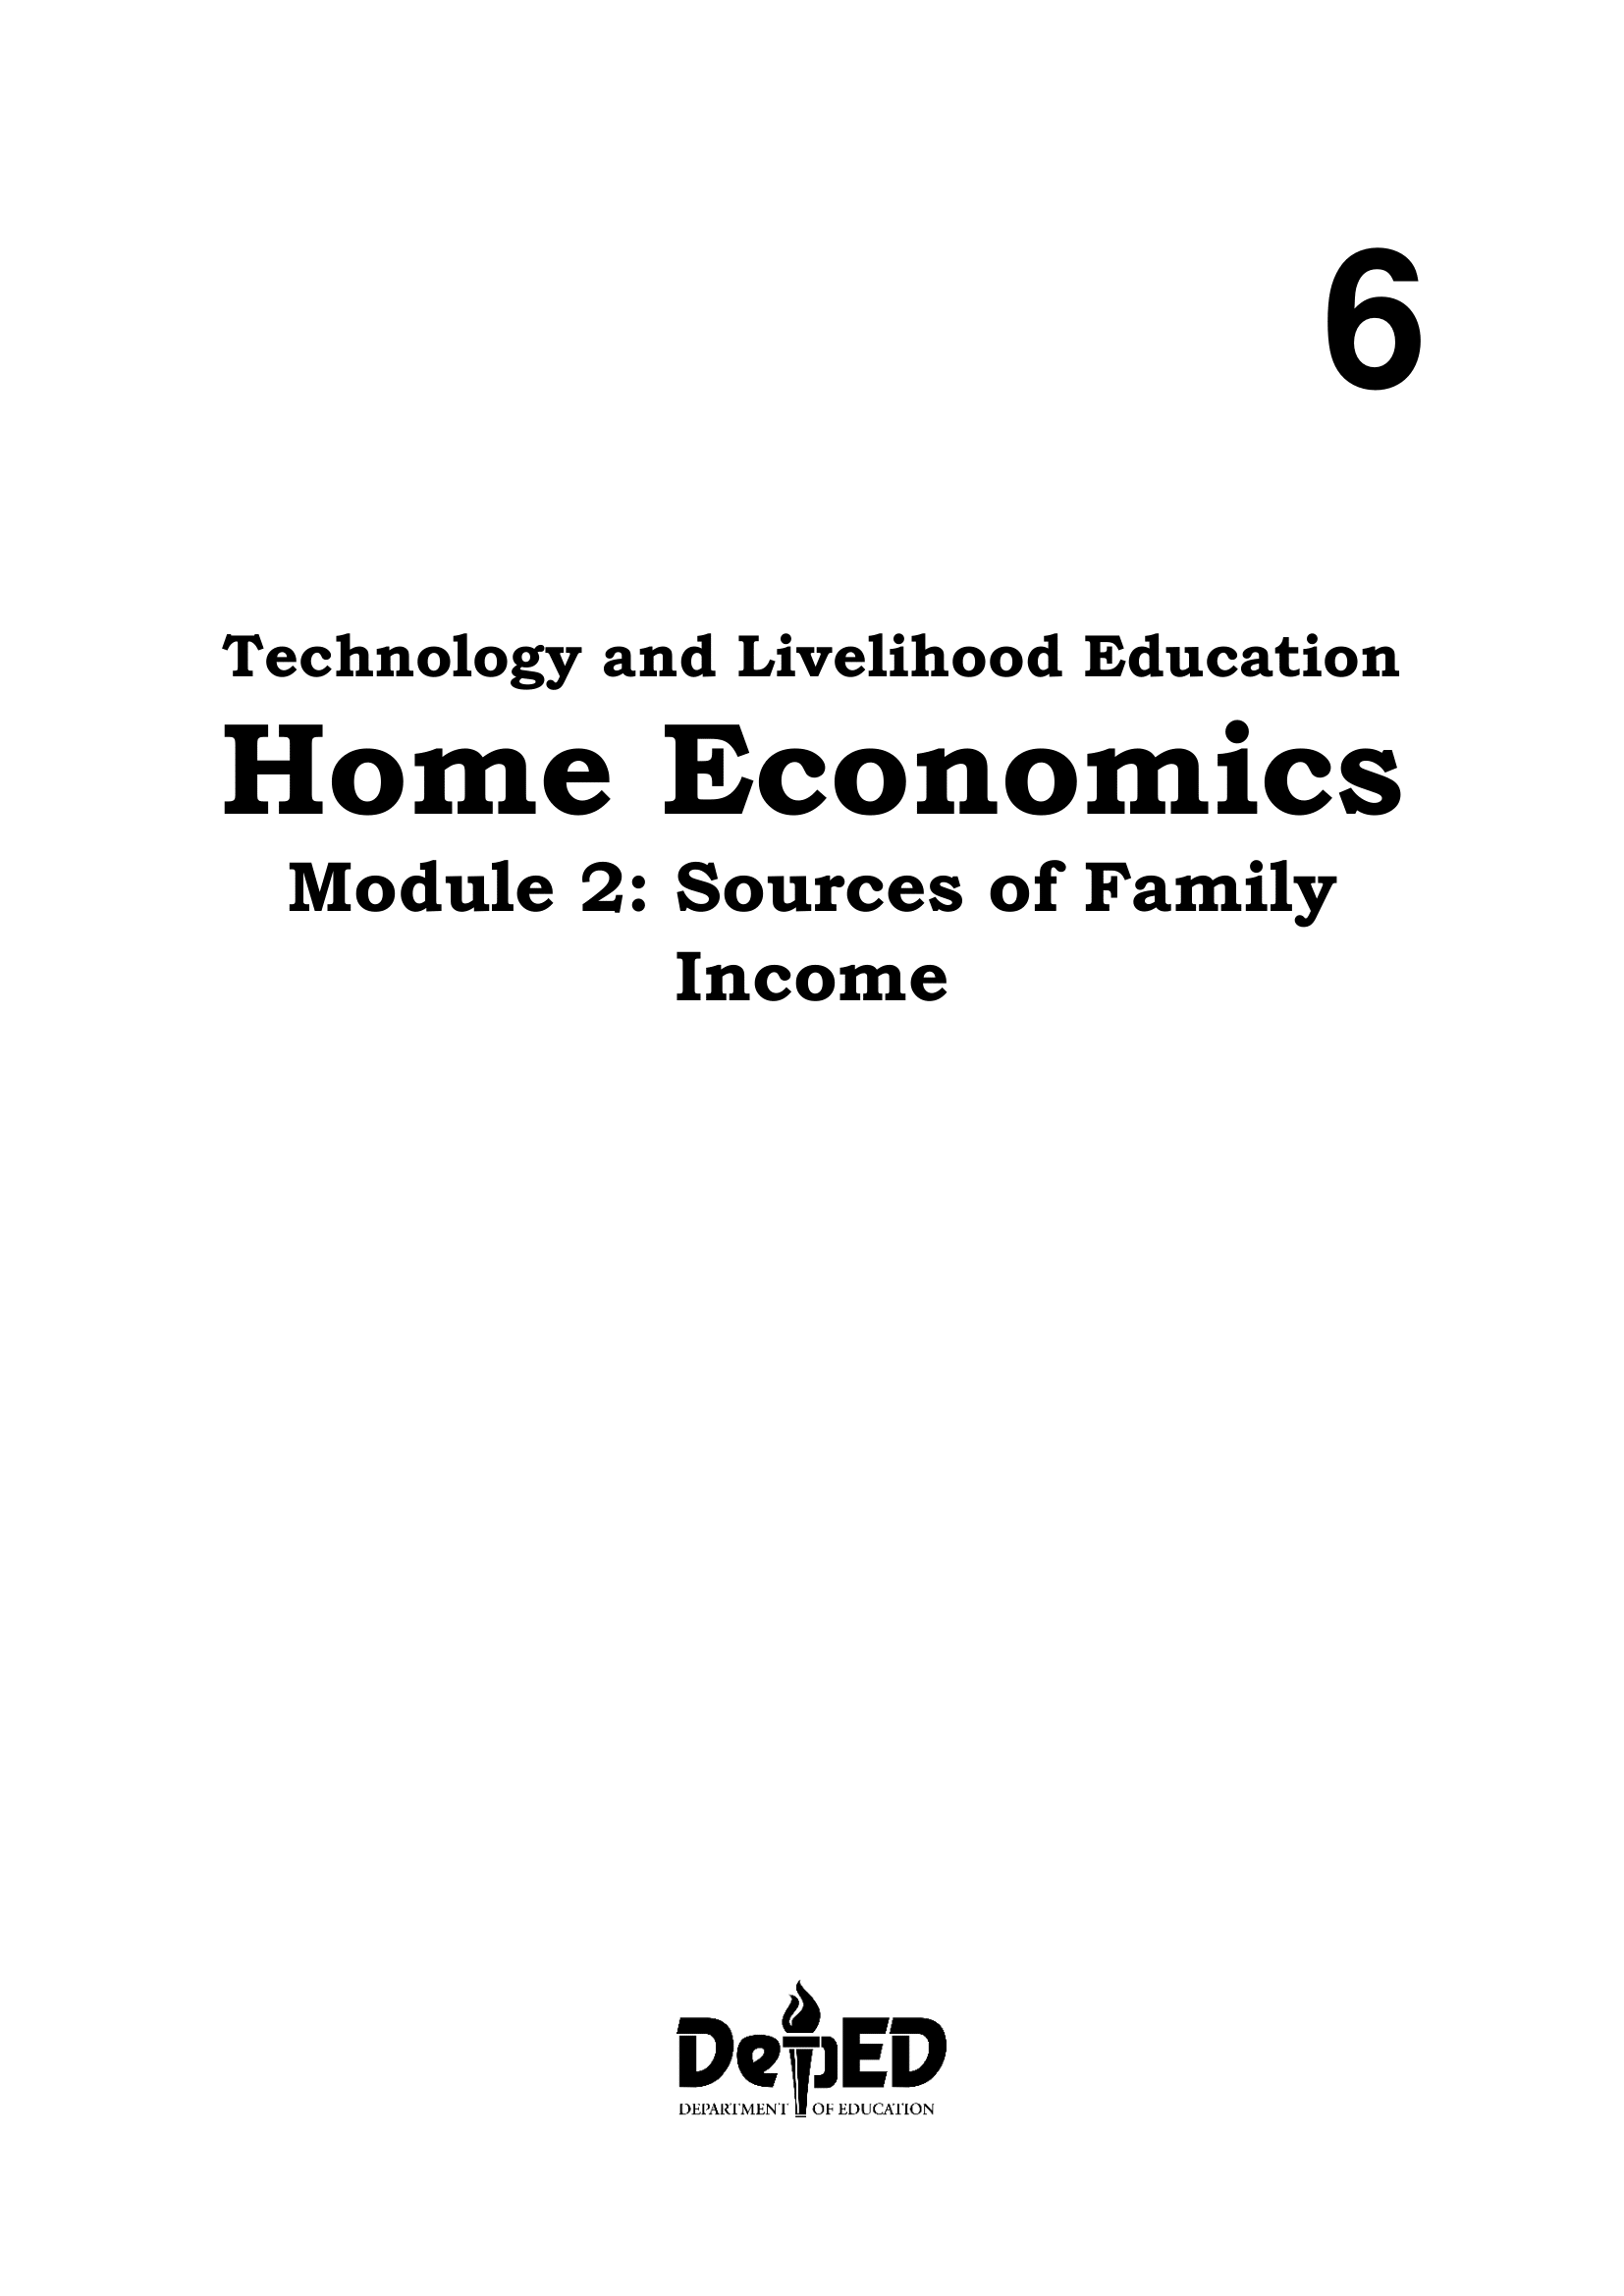 6
Technology and Livelihood Education
Home Economics
Module 2: Sources of Family
Income
DepED
DEPARTMENT OF EDUCATION